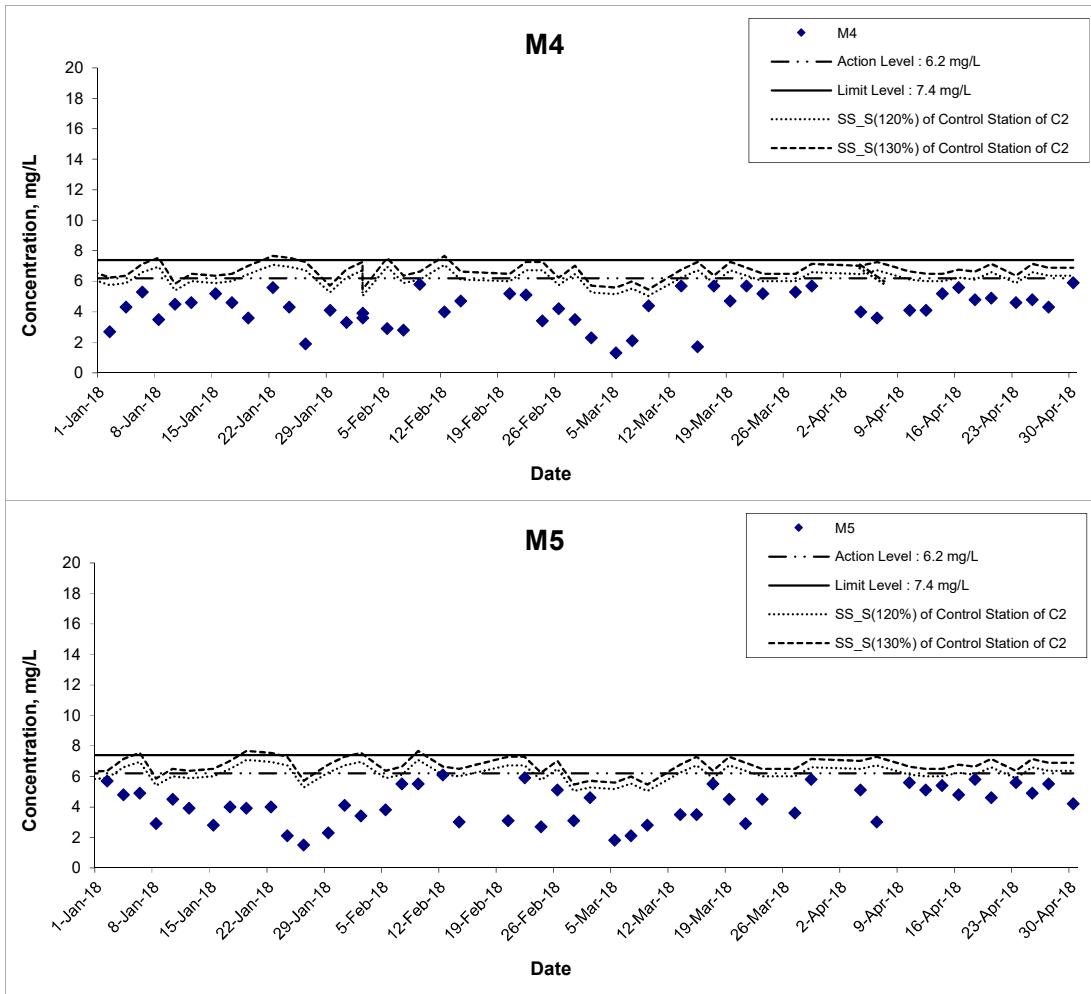 M4
M4
Action Level : 6.2 mg/L
Limit Level : 7.4 mg/L
SS_S(120%) of Control Station of C2
SS_S(130%) of Control Station of C2
Concentration, mg/L
20
18
16
14
12
10
8
6
4
2
0
1-Jan-18
8-Jan-18
15-Jan-18
22-Jan-18
29-Jan-18
5-Feb-18
12-Feb-18
19-Feb-18
26-Feb-18
5-Mar-18
12-Mar-18
19-Mar-18
26-Mar-18
2-Apr-18
9-Apr-18
16-Apr-18
23-Apr-18
30-Apr-18
Date
M5
M5
Action Level : 6.2 mg/L
Limit Level : 7.4 mg/L
SS_S(120%) of Control Station of C2
SS_S(130%) of Control Station of C2
Concentration, mg/L
20
18
16
14
12
10
8
6
4
2
0
1-Jan-18
8-Jan-18
15-Jan-18
22-Jan-18
29-Jan-18
5-Feb-18
12-Feb-18
19-Feb-18
26-Feb-18
5-Mar-18
12-Mar-18
19-Mar-18
26-Mar-18
2-Apr-18
9-Apr-18
16-Apr-18
23-Apr-18
30-Apr-18
Date